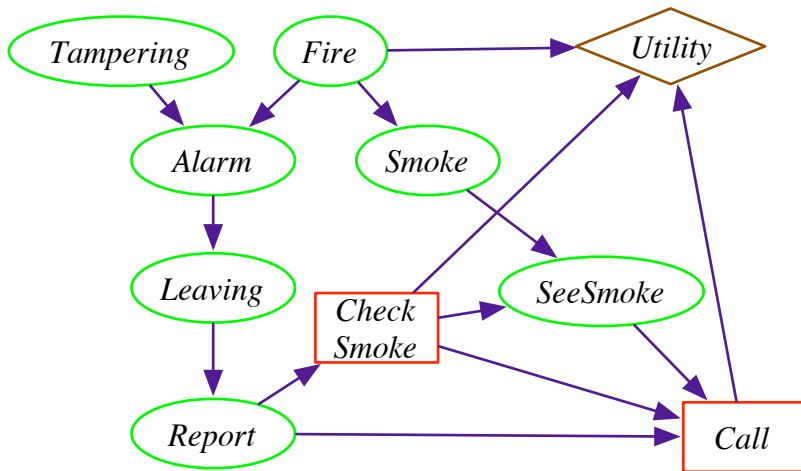 Tampering
Fire
Utility
Alarm
Smoke
Leaving
Check
Smoke
SeeSmoke
Report
Call